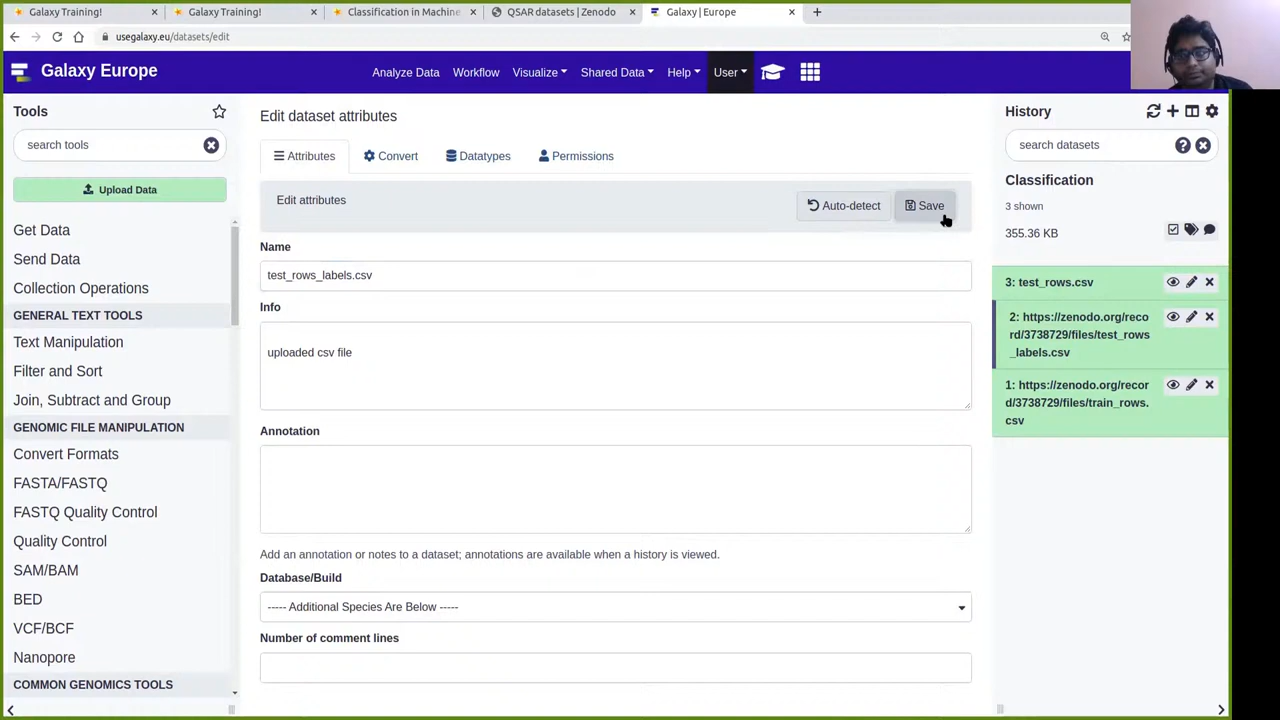 Galaxy Training!
Galaxy Training!
Classification in Machine
QSAR datasets | Zenodo
Galaxy | Europe
usegalaxy.eu/datasets/edit
Galaxy Europe
Analyze Data
Workflow
Visualize
Shared Data
Help
User
Tools
search tools
Upload Data
Get Data
Send Data
Collection Operations
GENERAL TEXT TOOLS
Text Manipulation
Filter and Sort
Join, Subtract and Group
GENOMIC FILE MANIPULATION
Convert Formats
FASTA/FASTQ
FASTQ Quality Control
Quality Control
SAM/BAM
BED
VCF/BCF
Nanopore
COMMON GENOMICS TOOLS
Edit dataset attributes
Attributes
Convert
Datatypes
Permissions
Edit attributes
Auto-detect
Save
Name
test_rows_labels.csv
Info
uploaded csv file
Annotation
Add an annotation or notes to a dataset; annotations are available when a history is viewed.
Database/Build
----- Additional Species Are Below -----
Number of comment lines
History
search datasets
Classification
3 shown
355.36 KB
3: test_rows.csv
2: https://zenodo.org/reco
rd/3738729/files/test_rows
_labels.csv
1: https://zenodo.org/recor
d/3738729/files/train_rows.
csv